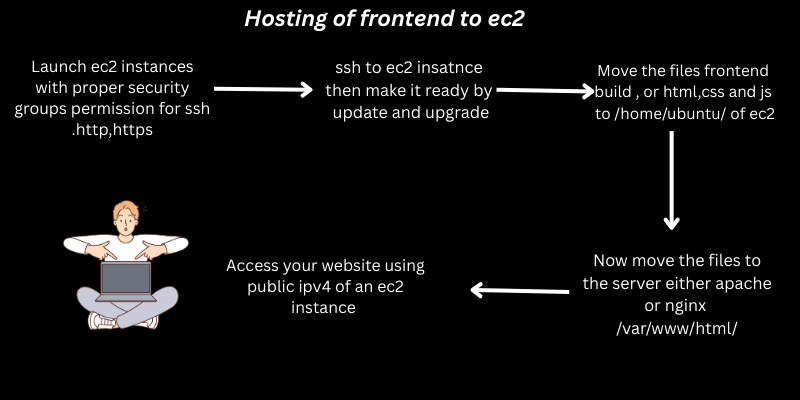 Hosting of frontend to ec2
Launch ec2 instances
with proper security
groups permission for ssh
.http,https
ssh to ec2 insatnce
then make it ready by
update and upgrade
Move the files frontend
build , or html,css and js
to /home/ubuntu/ of ec2
Now move the files to
the server either apache
or nginx
/var/www/html/
Access your website using
public ipv4 of an ec2
instance